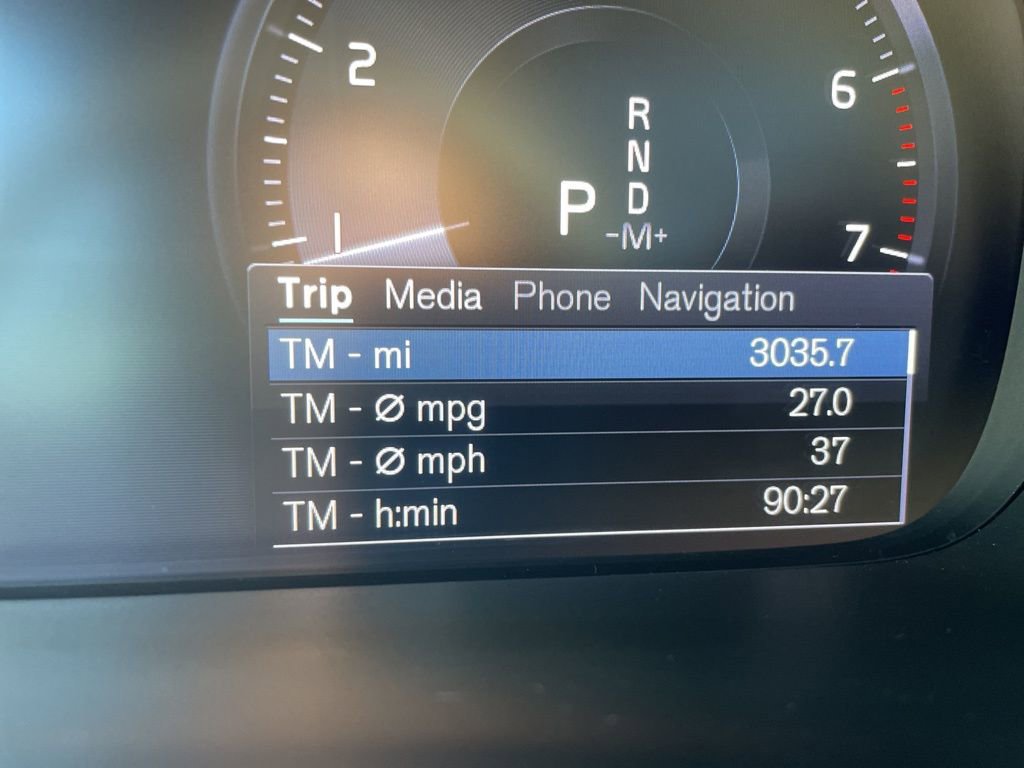 2
6
R
N
P D
-M+
1
7
Trip Media Phone Navigation
TM - mi 3035.7
TM - Ø mpg 27.0
TM - Ø mph 37
TM - h:min 90:27